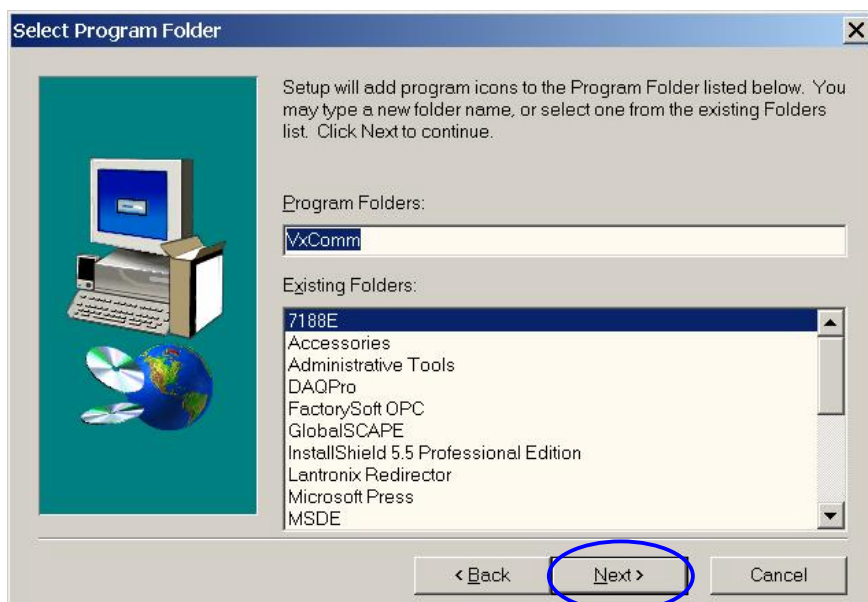 Select Program Folder
Setup will add program icons to the Program Folder listed below. You
may type a new folder name, or select one from the existing Folders
list. Click Next to continue.
Program Folders:
VxComm
Existing Folders:
7188E
Accessories
Administrative Tools
DAQPro
FactorySoft OPC
GlobalSCAPE
InstallShield 5.5 Professional Edition
Lantronix Redirector
Microsoft Press
MSDE
< Back
Next >
Cancel